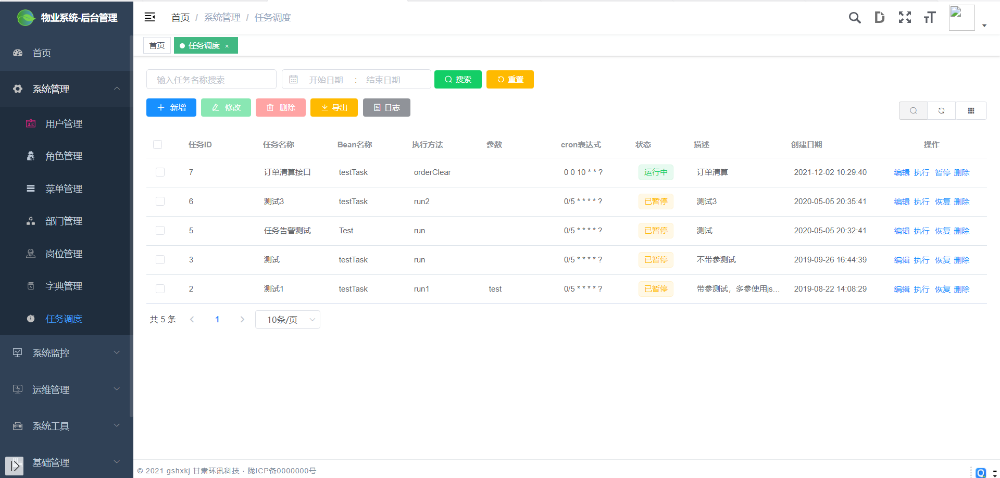 物业系统-后台管理
首页 / 系统管理 / 任务调度
首页
任务调度 ×
首页
系统管理
用户管理
角色管理
菜单管理
部门管理
岗位管理
字典管理
任务调度
系统监控
运维管理
系统工具
基础管理
输入任务名称搜索 开始日期 : 结束日期 搜索 重置
新增 修改 删除 导出 日志
任务ID 任务名称 Bean名称 执行方法 参数 cron表达式 状态 描述 创建日期 操作
7 订单清算接口 testTask orderClear 0 0 10 * * ? 运行中 订单清算 2021-12-02 10:29:40 编辑 执行 暂停 删除
6 测试3 testTask run2 0/5 * * * * ? 已暂停 测试3 2020-05-05 20:35:41 编辑 执行 恢复 删除
5 任务告警测试 Test run 0/5 * * * * ? 已暂停 测试 2020-05-05 20:32:41 编辑 执行 恢复 删除
3 测试 testTask run 0/5 * * * * ? 已暂停 不带参测试 2019-09-26 16:44:39 编辑 执行 恢复 删除
2 测试1 testTask run1 test 0/5 * * * * ? 已暂停 带参测试，多参使用js... 2019-08-22 14:08:29 编辑 执行 恢复 删除
共 5 条 1 10条/页
© 2021 gshxkj 甘肃环讯科技 · 陇ICP备0000000号